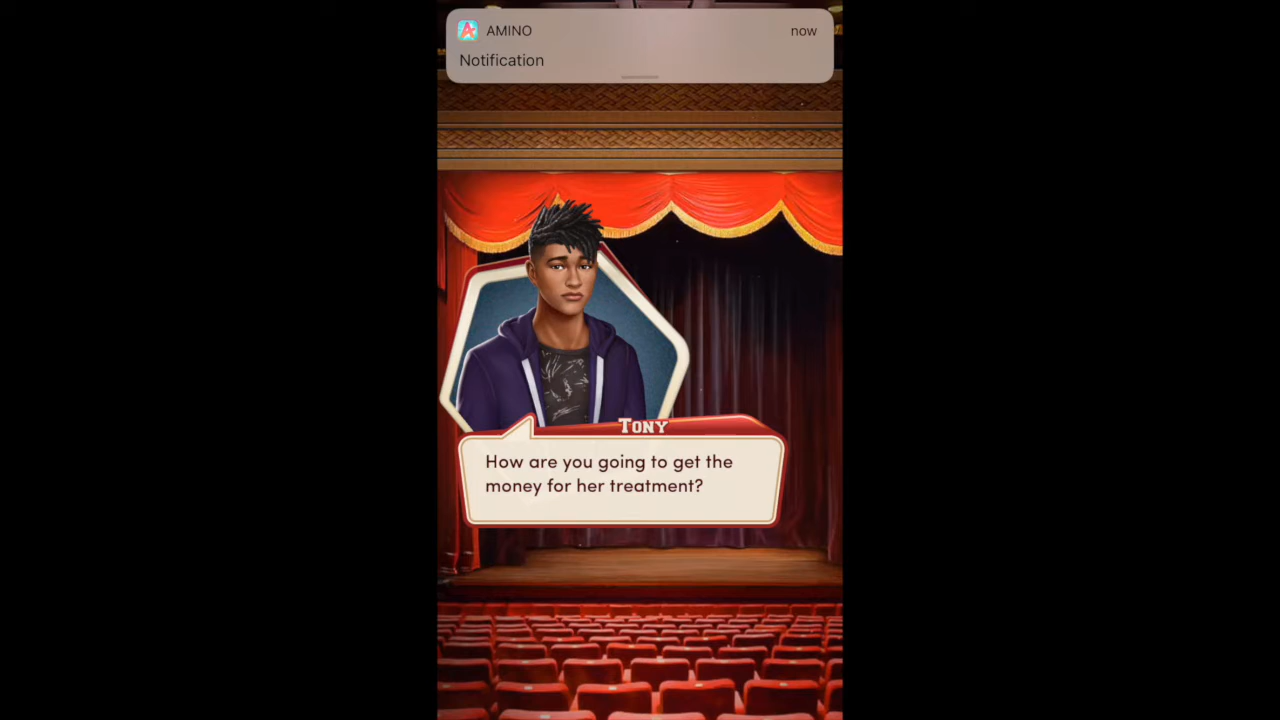 AMINO now
Notification
Tony
How are you going to get the
money for her treatment?